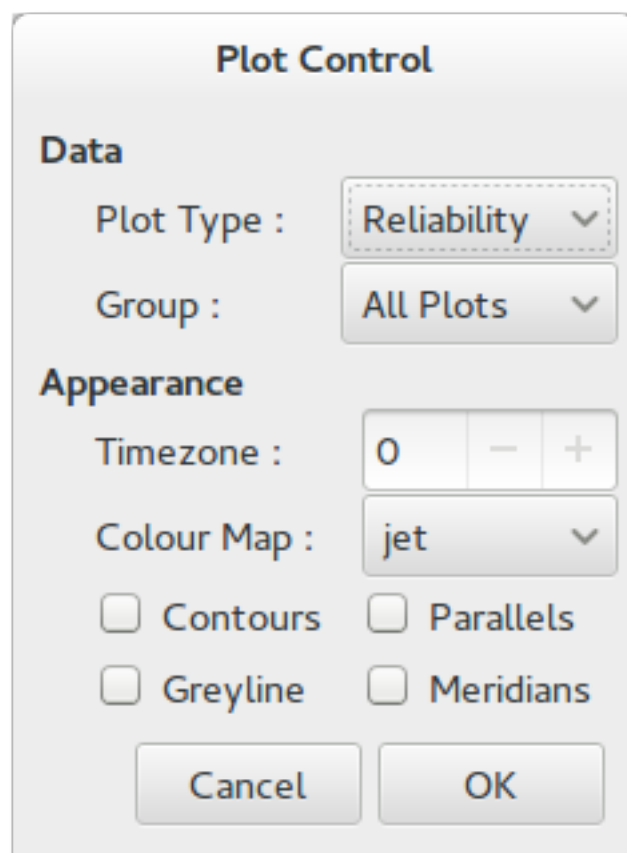 Plot Control
Data
Plot Type : Reliability
Group : All Plots
Appearance
Timezone : 0 − +
Colour Map : jet
Contours Parallels
Greyline Meridians
Cancel OK